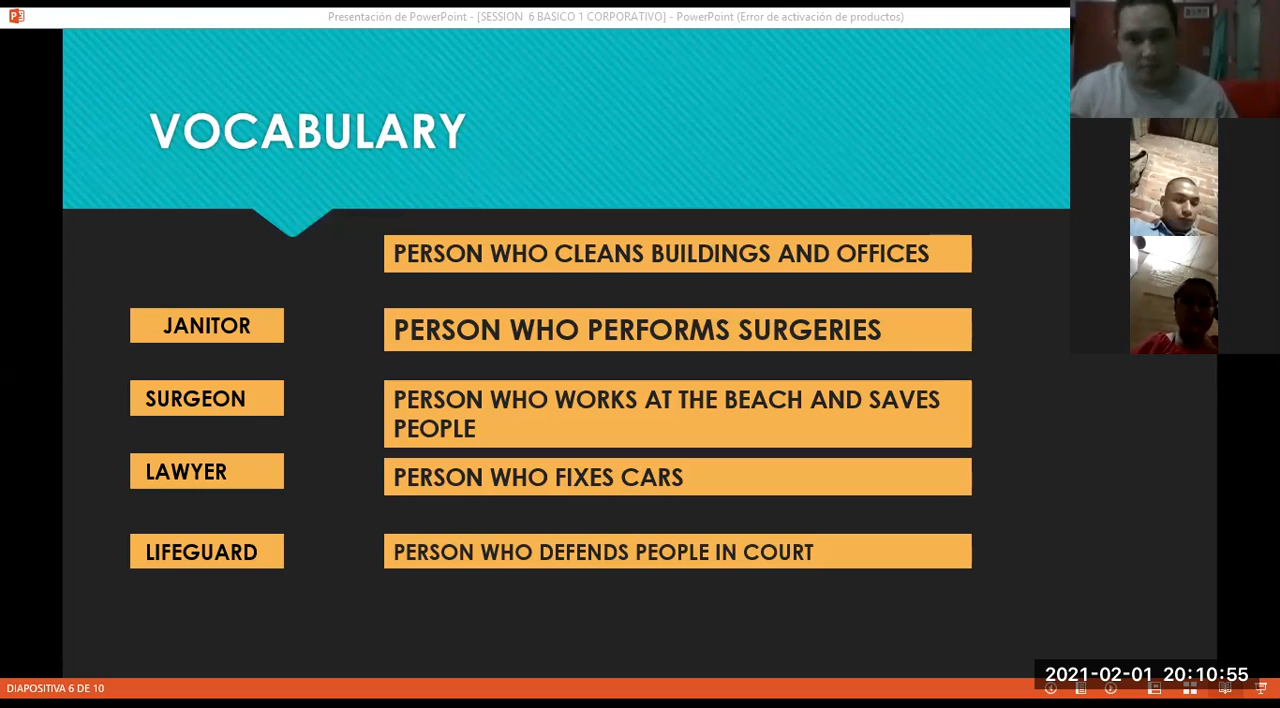 Presentación de PowerPoint - [SESSION  6 BASICO 1 CORPORATIVO] - PowerPoint (Error de activación de productos)
VOCABULARY
PERSON WHO CLEANS BUILDINGS AND OFFICES
JANITOR
PERSON WHO PERFORMS SURGERIES
SURGEON
PERSON WHO WORKS AT THE BEACH AND SAVES
PEOPLE
LAWYER
PERSON WHO FIXES CARS
LIFEGUARD
PERSON WHO DEFENDS PEOPLE IN COURT
2021-02-01  20:10:55
DIAPOSITIVA 6 DE 10